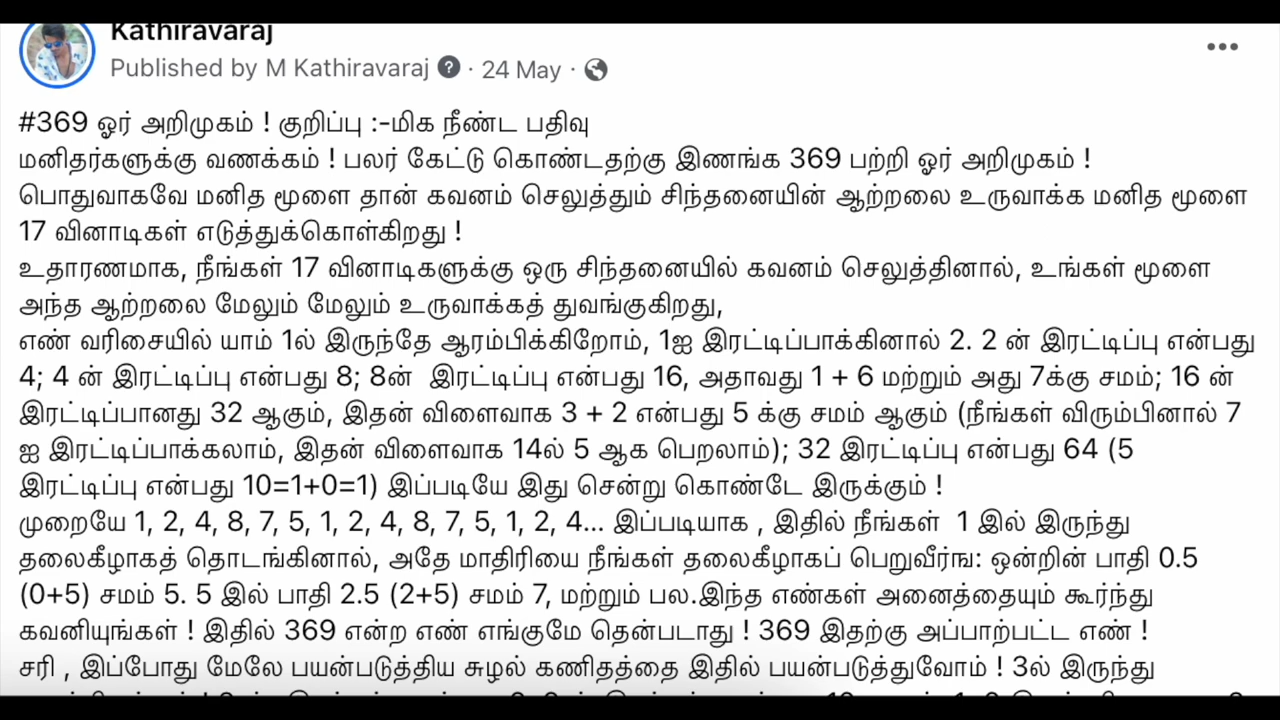 Kathiravaraj
Published by M Kathiravaraj · 24 May ·
#369 ஓர் அறிமுகம் ! குறிப்பு :-மிக நீண்ட பதிவு
மனிதர்களுக்கு வணக்கம் ! பலர் கேட்டு கொண்டதற்கு இணங்க 369 பற்றி ஓர் அறிமுகம் !
பொதுவாகவே மனித மூளை தான் கவனம் செலுத்தும் சிந்தனையின் ஆற்றலை உருவாக்க மனித மூளை
17 வினாடிகள் எடுத்துக்கொள்கிறது !
உதாரணமாக, நீங்கள் 17 வினாடிகளுக்கு ஒரு சிந்தனையில் கவனம் செலுத்தினால், உங்கள் மூளை
அந்த ஆற்றலை மேலும் மேலும் உருவாக்கத் துவங்குகிறது,
எண் வரிசையில் யாம் 1ல் இருந்தே ஆரம்பிக்கிறோம், 1ஐ இரட்டிப்பாக்கினால் 2. 2 ன் இரட்டிப்பு என்பது
4; 4 ன் இரட்டிப்பு என்பது 8; 8ன் இரட்டிப்பு என்பது 16, அதாவது 1 + 6 மற்றும் அது 7க்கு சமம்; 16 ன்
இரட்டிப்பானது 32 ஆகும், இதன் விளைவாக 3 + 2 என்பது 5 க்கு சமம் ஆகும் (நீங்கள் விரும்பினால் 7
ஐ இரட்டிப்பாக்கலாம், இதன் விளைவாக 14ல் 5 ஆக பெறலாம்); 32 இரட்டிப்பு என்பது 64 (5
இரட்டிப்பு என்பது 10=1+0=1) இப்படியே இது சென்று கொண்டே இருக்கும் !
முறையே 1, 2, 4, 8, 7, 5, 1, 2, 4, 8, 7, 5, 1, 2, 4... இப்படியாக , இதில் நீங்கள் 1 இல் இருந்து
தலைகீழாகத் தொடங்கினால், அதே மாதிரியை நீங்கள் தலைகீழாகப் பெறுவீர்ங: ஒன்றின் பாதி 0.5
(0+5) சமம் 5. 5 இல் பாதி 2.5 (2+5) சமம் 7, மற்றும் பல.இந்த எண்கள் அனைத்தையும் கூர்ந்து
கவனியுங்கள் ! இதில் 369 என்ற எண் எங்குமே தென்படாது ! 369 இதற்கு அப்பாற்பட்ட எண் !
சரி , இப்போது மேலே பயன்படுத்திய சுழல் கணிதத்தை இதில் பயன்படுத்துவோம் ! 3ல் இருந்து